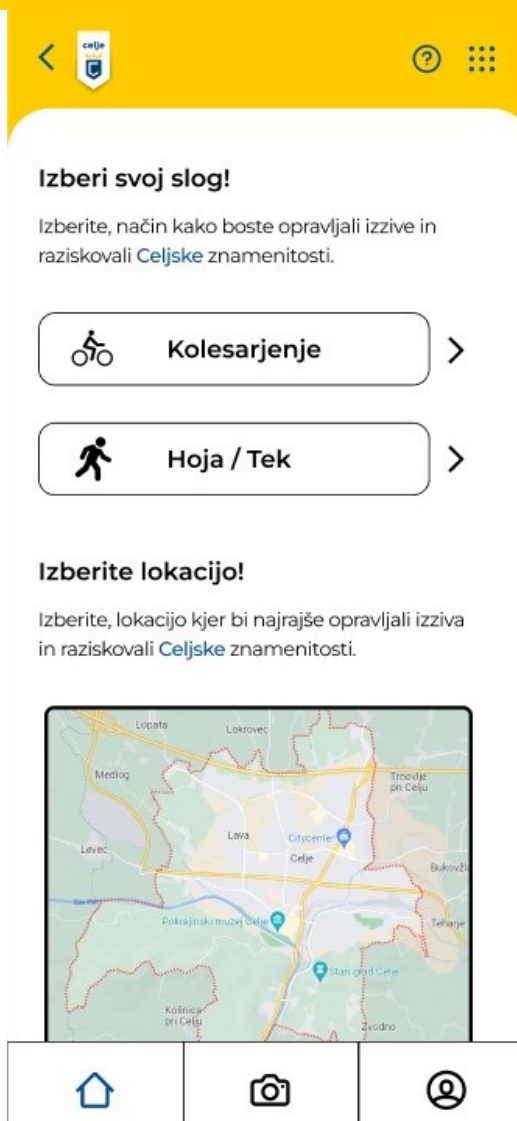 celje
Izberi svoj slog!
Izberite, način kako boste opravljali izzive in
raziskovali Celjske znamenitosti.
Kolesarjenje
Hoja / Tek
Izberite lokacijo!
Izberite, lokacijo kjer bi najrajše opravljali izziva
in raziskovali Celjske znamenitosti.
Lopata
Lokrovec
Medlog
Trnovlje
pri Celju
Lava
Citycenter
Levec
Celje
Bukovžl
Pokrajinski muzej Celje
Teharje
Stari grad Celje
Košnica
pri Celju
Zvodno